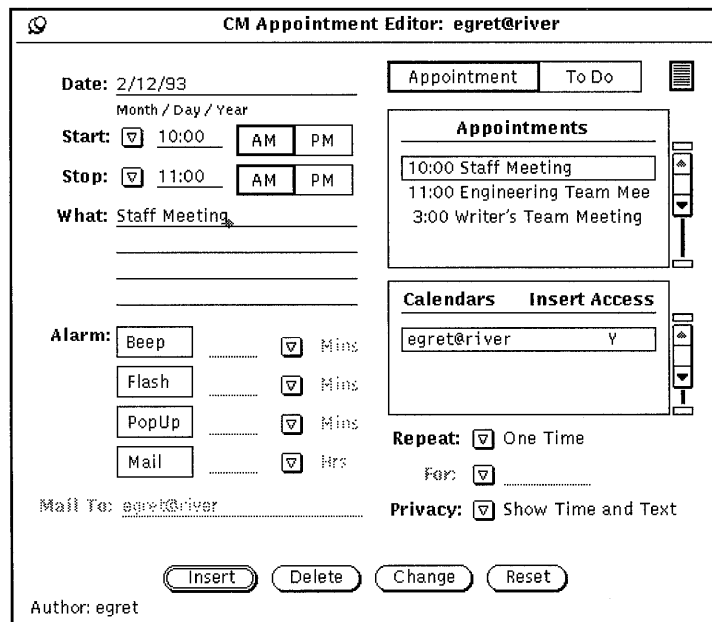 CM Appointment Editor: egret@river
Date: 2/12/93
Month / Day / Year
Start: 10:00 AM PM
Stop: 11:00 AM PM
What: Staff Meeting
Alarm:
Beep Mins
Flash Mins
PopUp Mins
Mail Hrs
Mail To: egret@river
Appointment To Do
Appointments
10:00 Staff Meeting
11:00 Engineering Team Mee
3:00 Writer's Team Meeting
Calendars Insert Access
egret@river Y
Repeat: One Time
For:
Privacy: Show Time and Text
Insert Delete Change Reset
Author: egret